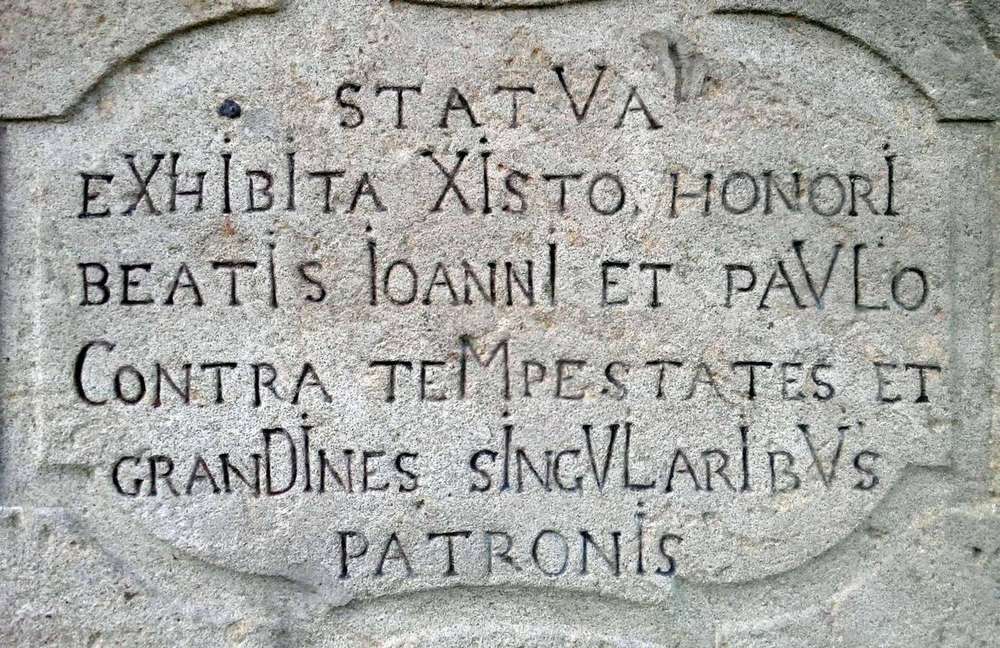 STATVA
EXHIBITA XISTO. HONORI
BEATIS IOANNI ET PAVLO
CONTRA TEMPESTATES ET
GRANDINES SINGVLARIBVS
PATRONIS